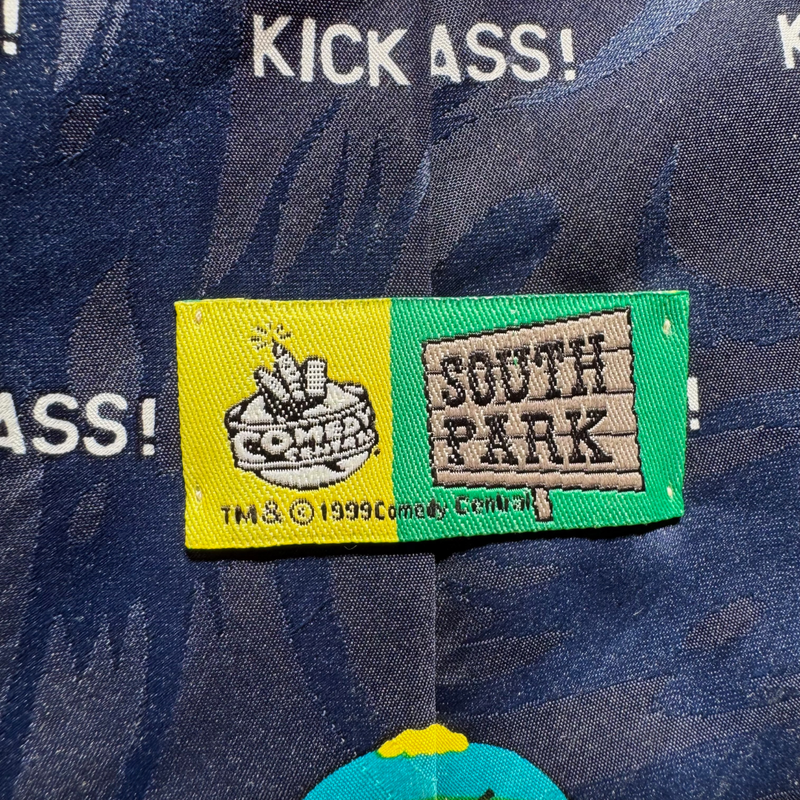 !
KICK ASS!
K
SOUTH
PARK
COMEDY
CENTRAL
TM & © 1999 Comedy Central
ASS!
!